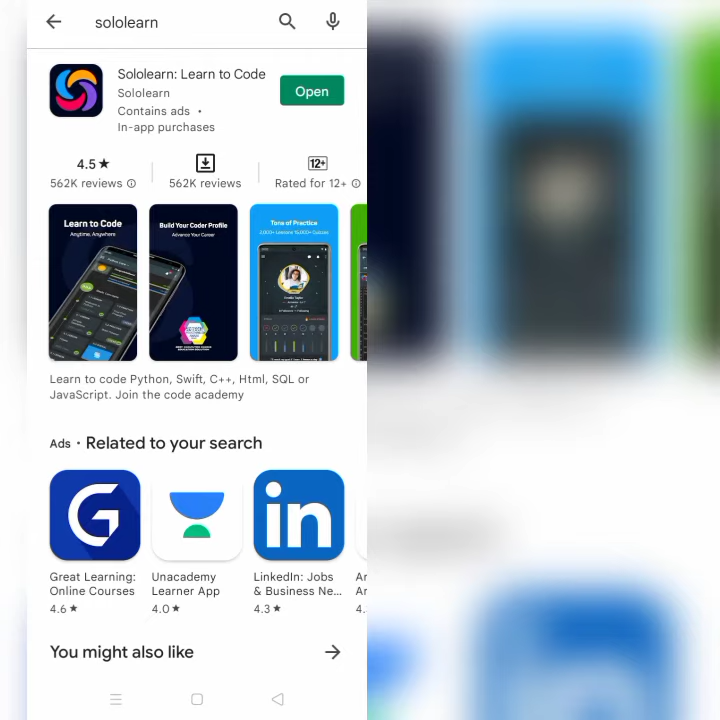 sololearn
Sololearn: Learn to Code
Sololearn
Contains ads •
In-app purchases
Open
4.5★
562K reviews
562K reviews
12+
Rated for 12+
Learn to Code
Anytime, Anywhere
Build Your Coder Profile
Advance Your Career
Tons of Practice
Learn to code Python, Swift, C++, Html, SQL or
JavaScript. Join the code academy
Ads • Related to your search
G
in
Great Learning:
Online Courses
4.6 ★
Unacademy
Learner App
4.0 ★
LinkedIn: Jobs
& Business Ne...
4.3 ★
You might also like